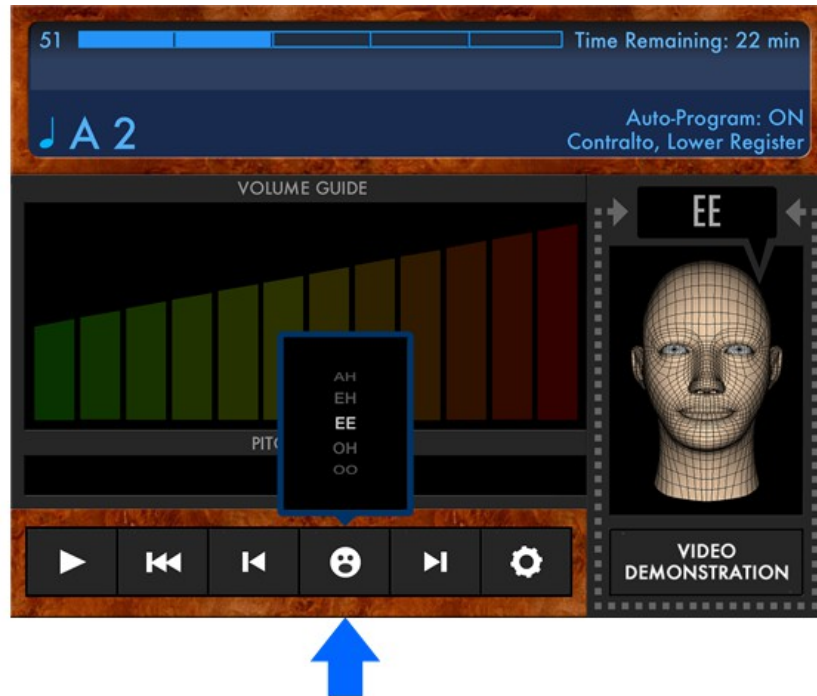 51
Time Remaining: 22 min
A 2
Auto-Program: ON
Contralto, Lower Register
VOLUME GUIDE
EE
AH
EH
EE
OH
OO
VIDEO
DEMONSTRATION